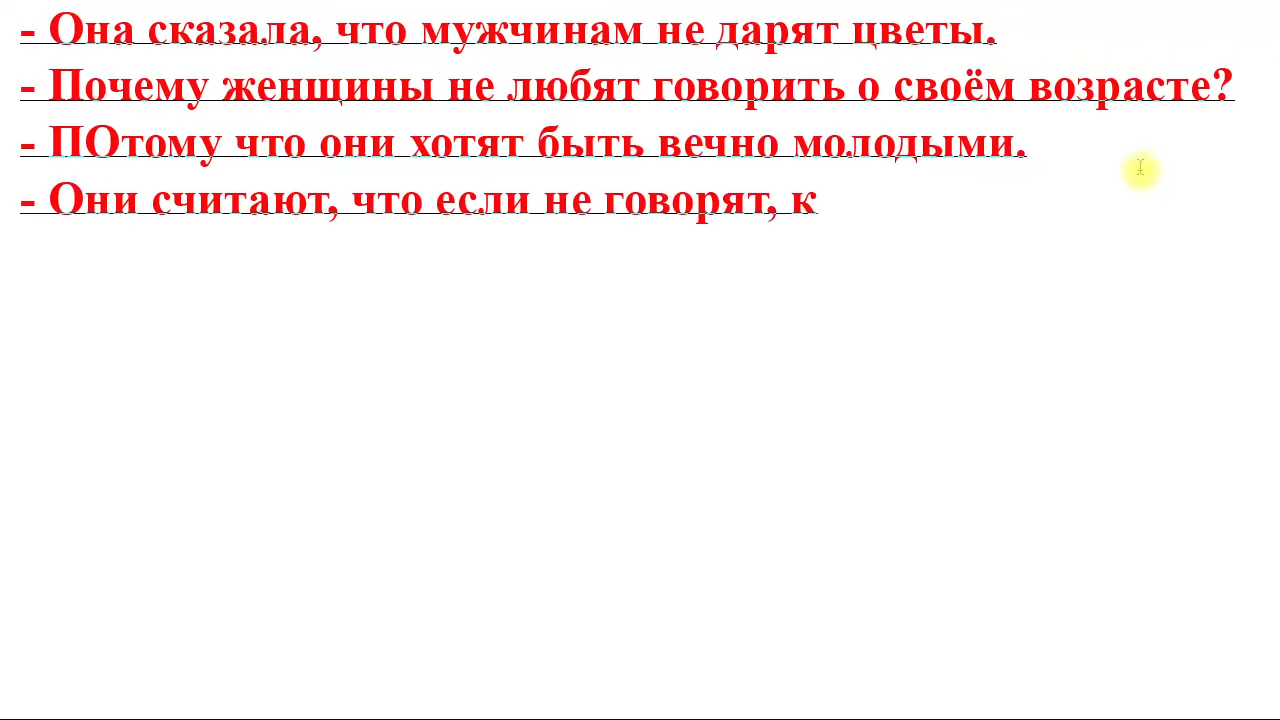 - Она сказала, что мужчинам не дарят цветы.
- Почему женщины не любят говорить о своём возрасте?
- ПОтому что они хотят быть вечно молодыми.
- Они считают, что если не говорят, к